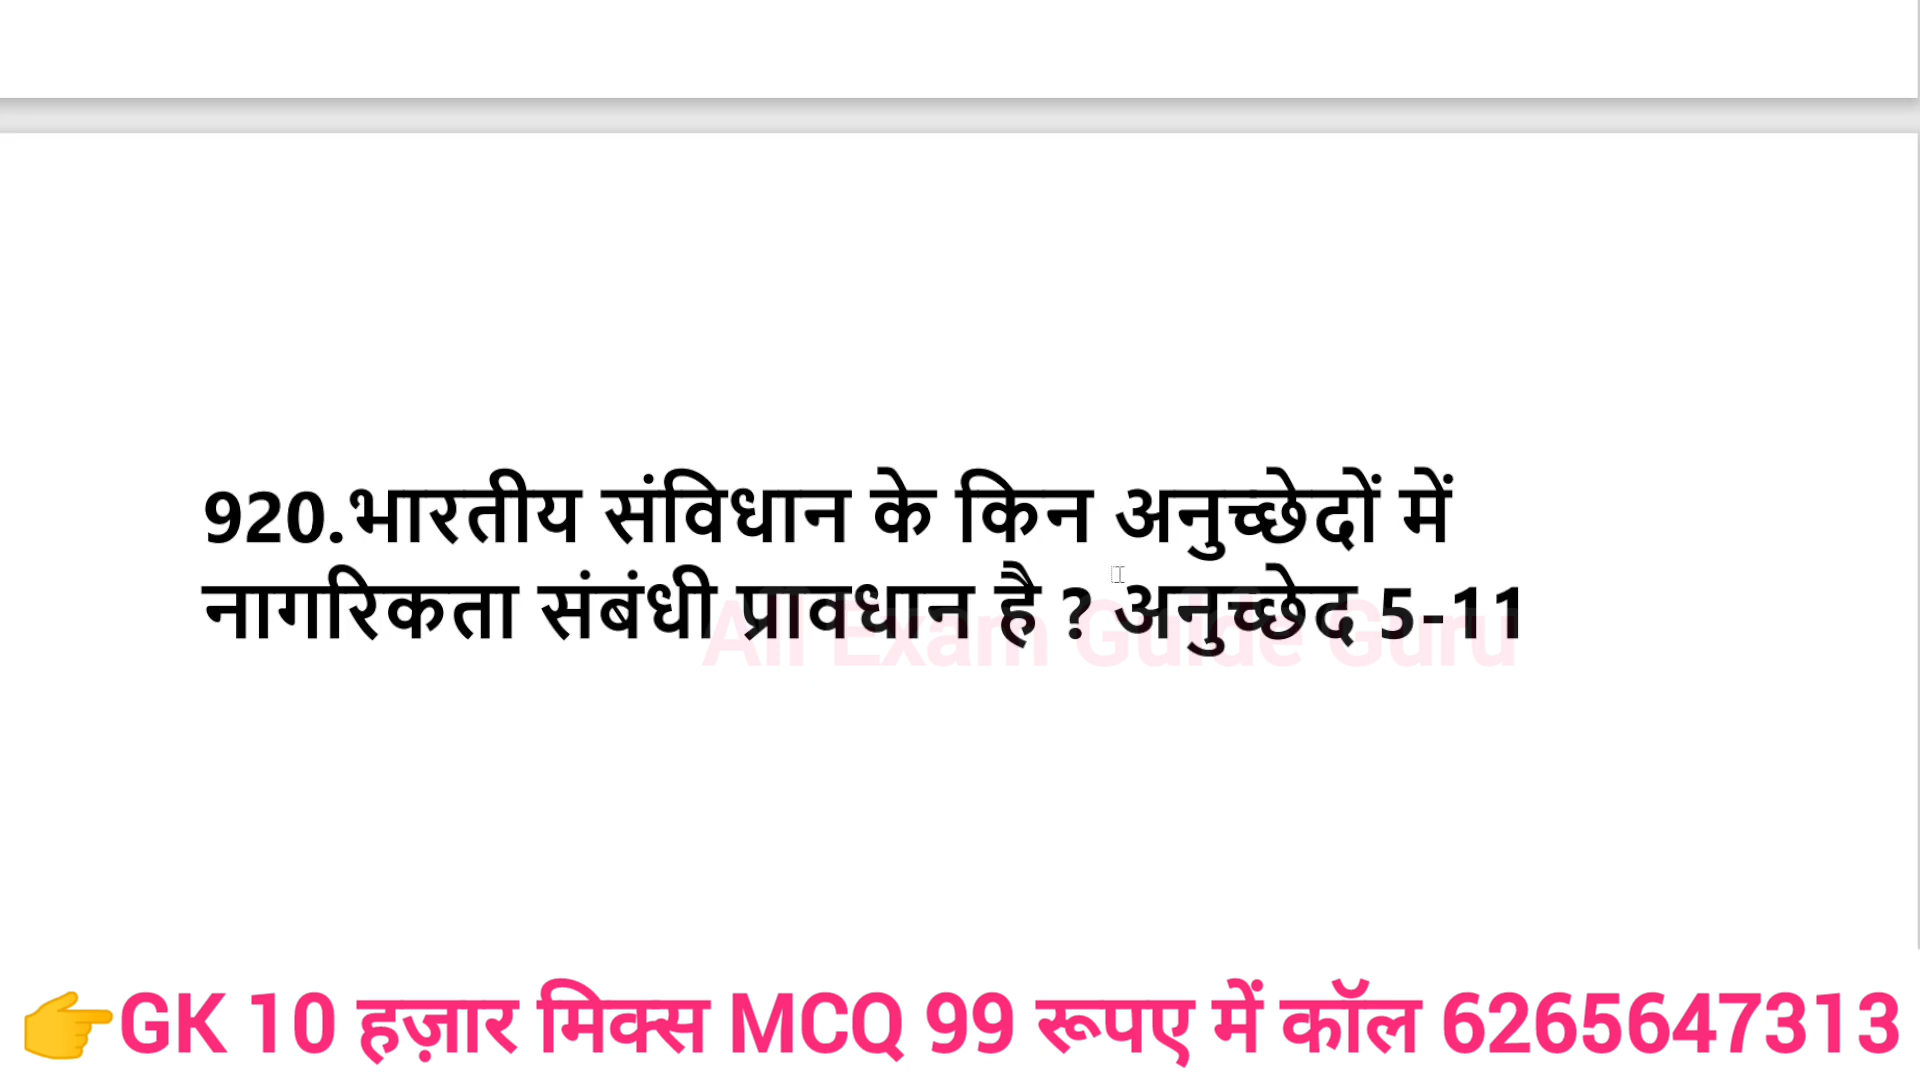 920.भारतीय संविधान के किन अनुच्छेदों में
नागरिकता संबंधी प्रावधान है ? अनुच्छेद 5-11
All Exam Guide Guru
👉GK 10 हज़ार मिक्स MCQ 99 रूपए में कॉल 6265647313